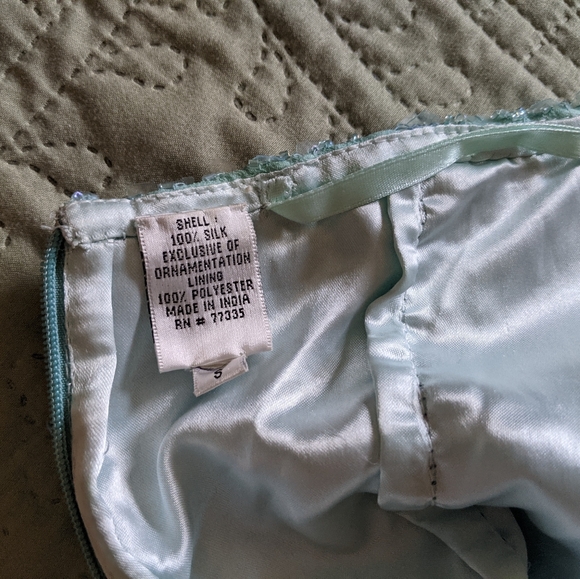 SHELL :
100% SILK
EXCLUSIVE OF
ORNAMENTATION
LINING
100% POLYESTER
MADE IN INDIA
RN # 77335